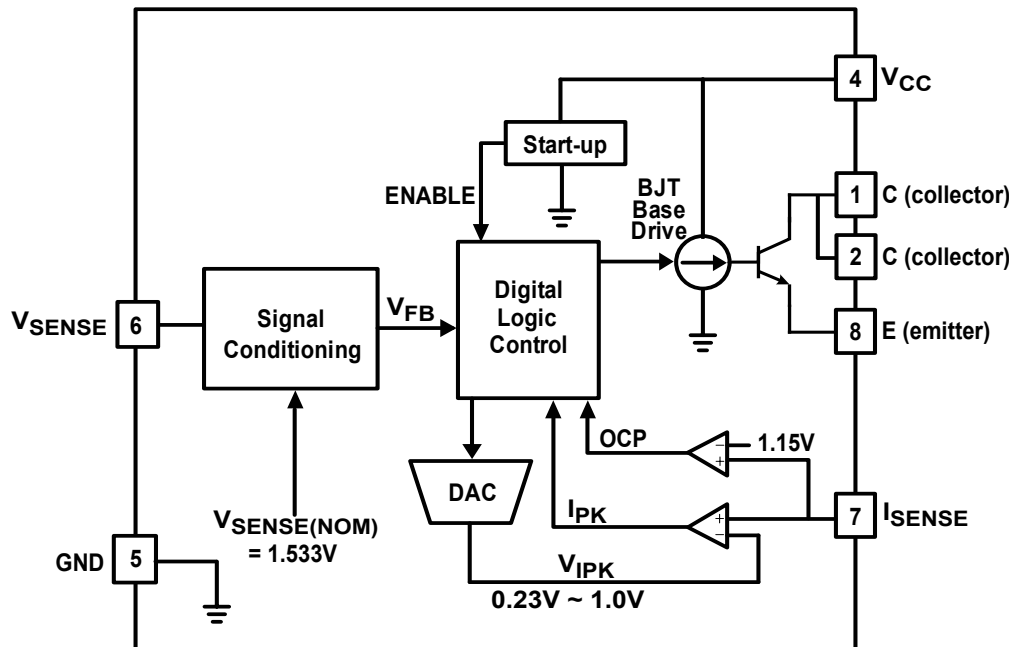 4
VCC
Start-up
ENABLE
BJT
Base
Drive
1
C (collector)
2
C (collector)
8
E (emitter)
VSENSE
6
Signal
Conditioning
VFB
Digital
Logic
Control
OCP
1.15V
DAC
IPK
7
ISENSE
VSENSE(NOM)
= 1.533V
GND
5
VIPK
0.23V ~ 1.0V
+
−
+
−